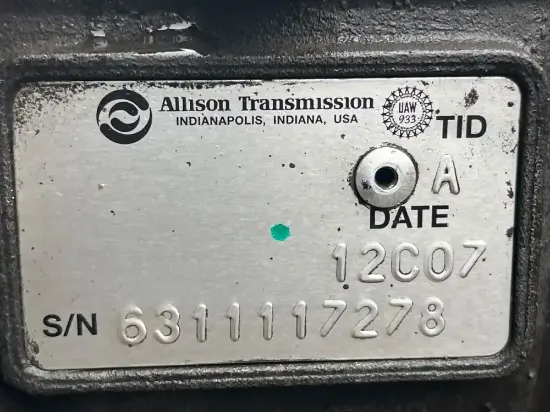 Allison Transmission
INDIANAPOLIS, INDIANA, USA
UAW
933
TID
A
DATE
12C07
S/N 6311117278